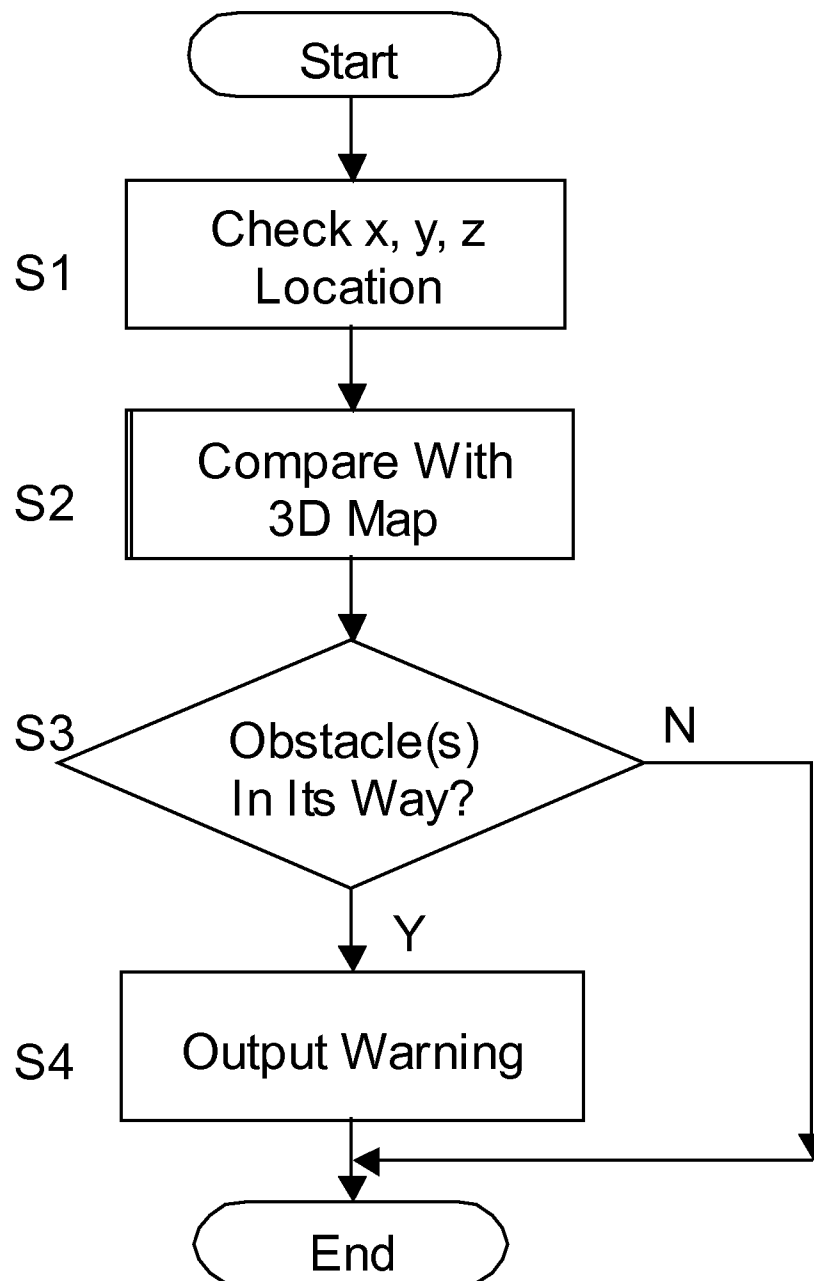 Start
S1
Check x, y, z
Location
S2
Compare With
3D Map
S3
Obstacle(s)
In Its Way?
N
Y
S4
Output Warning
End